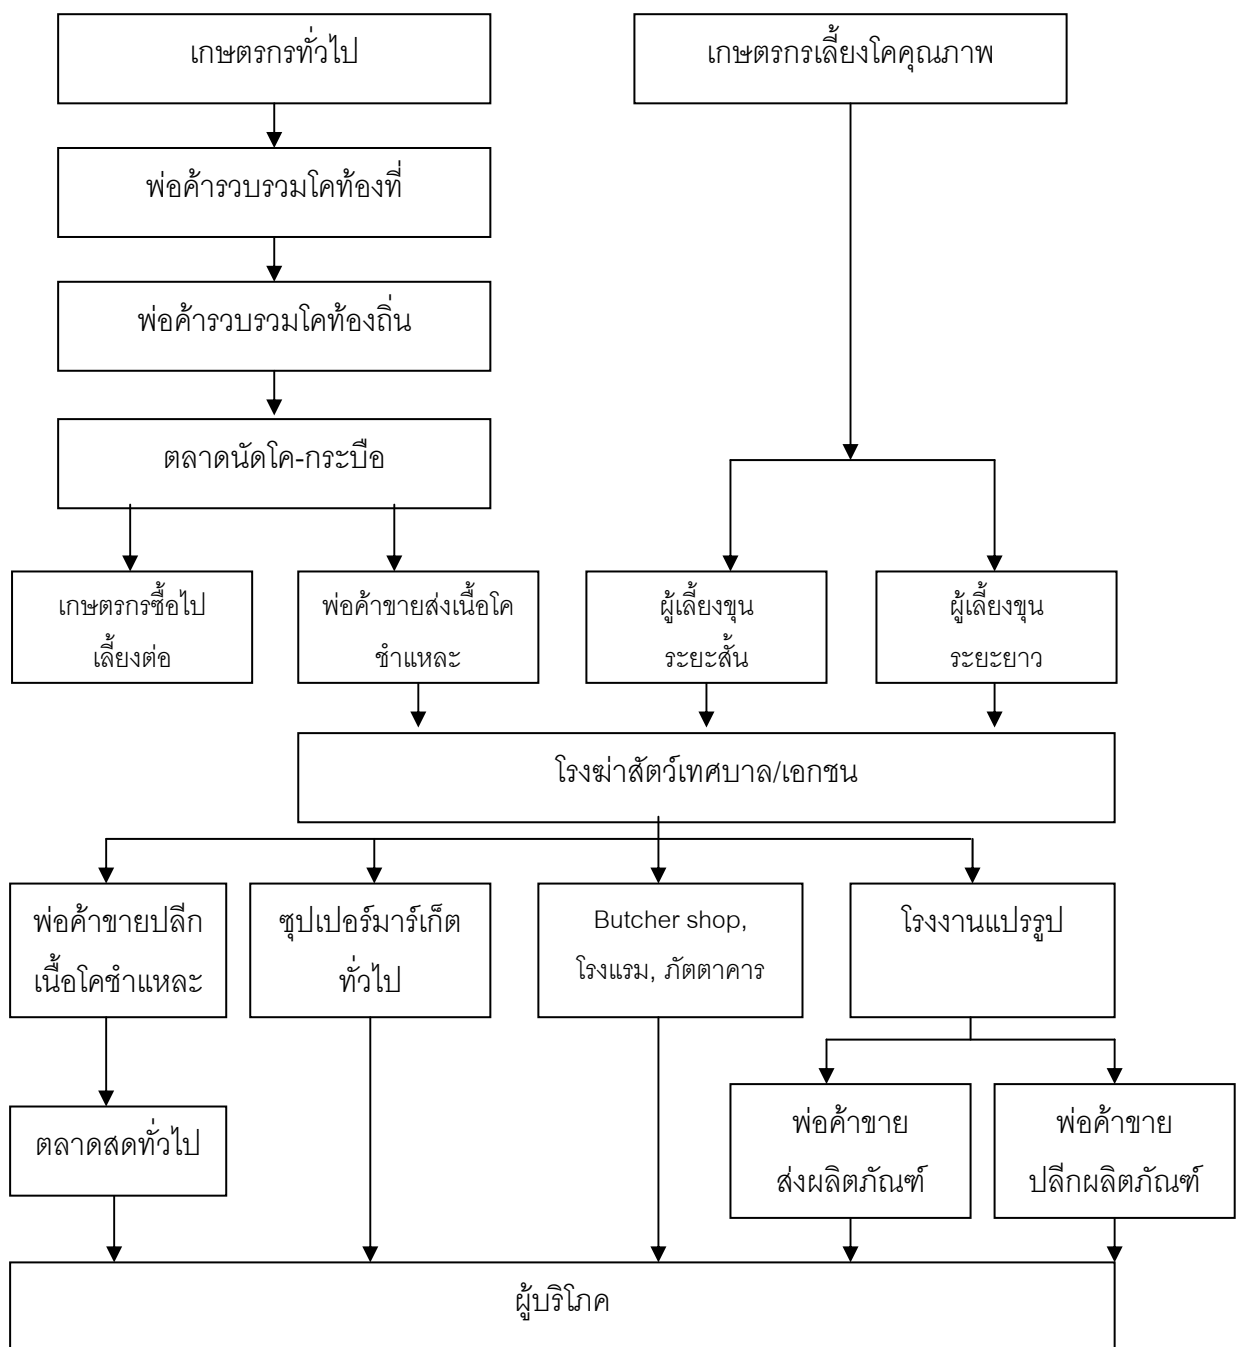 เกษตรกรทั่วไป
เกษตรกรเลี้ยงโคคุณภาพ
พ่อค้ารวบรวมโคท้องที่
พ่อค้ารวบรวมโคท้องถิ่น
ตลาดนัดโค-กระบือ
เกษตรกรซื้อไป
เลี้ยงต่อ
พ่อค้าขายส่งเนื้อโค
ชำแหละ
ผู้เลี้ยงขุน
ระยะสั้น
ผู้เลี้ยงขุน
ระยะยาว
โรงฆ่าสัตว์เทศบาล/เอกชน
พ่อค้าขายปลีก
เนื้อโคชำแหละ
ซุปเปอร์มาร์เก็ต
ทั่วไป
Butcher shop,
โรงแรม, ภัตตาคาร
โรงงานแปรรูป
ตลาดสดทั่วไป
พ่อค้าขาย
ส่งผลิตภัณฑ์
พ่อค้าขาย
ปลีกผลิตภัณฑ์
ผู้บริโภค